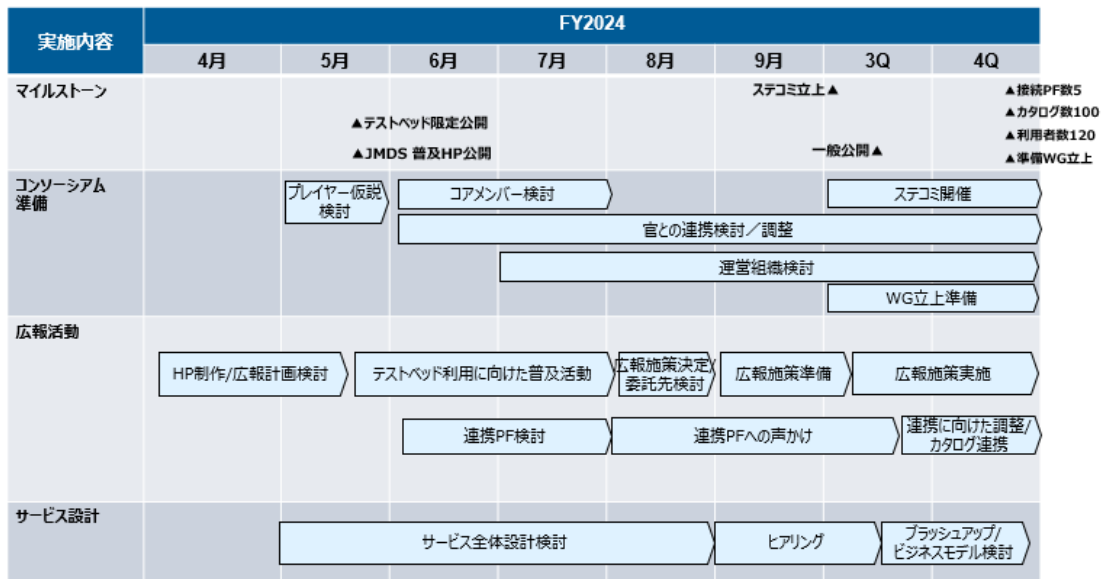 実施内容
FY2024
4月 5月 6月 7月 8月 9月 3Q 4Q
マイルストーン
ステコミ立上▲
▲接続PF数5
▲カタログ数100
▲テストベッド限定公開
▲利用者数120
▲JMDS 普及HP公開
一般公開▲
▲準備WG立上
コンソーシアム
準備
プレイヤー仮説
検討
コアメンバー検討
ステコミ開催
官との連携検討／調整
運営組織検討
WG立上準備
広報活動
HP制作/広報計画検討
テストベッド利用に向けた普及活動
広報施策決定/
委託先検討
広報施策準備
広報施策実施
連携PF検討
連携PFへの声かけ
連携に向けた調整/
カタログ連携
サービス設計
サービス全体設計検討
ヒアリング
ブラッシュアップ/
ビジネスモデル検討